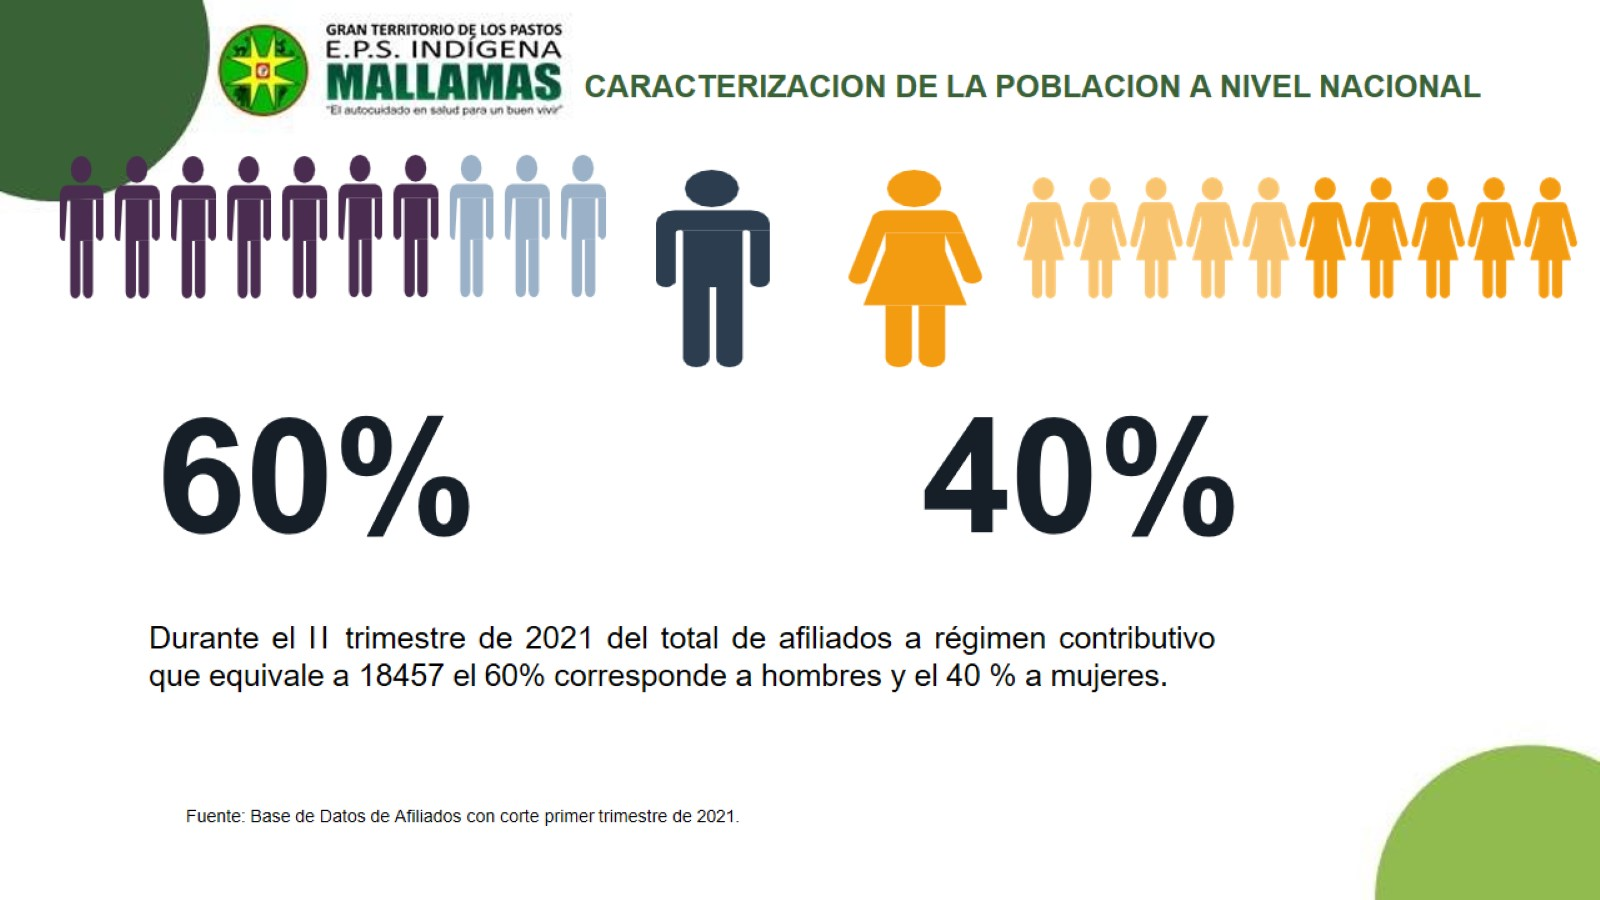 GRAN TERRITORIO DE LOS PASTOS
E.P.S. INDÍGENA
MALLAMAS
"El autocuidado en salud para un buen vivir"
CARACTERIZACION DE LA POBLACION A NIVEL NACIONAL
60%
40%
Durante el II trimestre de 2021 del total de afiliados a régimen contributivo
que equivale a 18457 el 60% corresponde a hombres y el 40 % a mujeres.
Fuente: Base de Datos de Afiliados con corte primer trimestre de 2021.